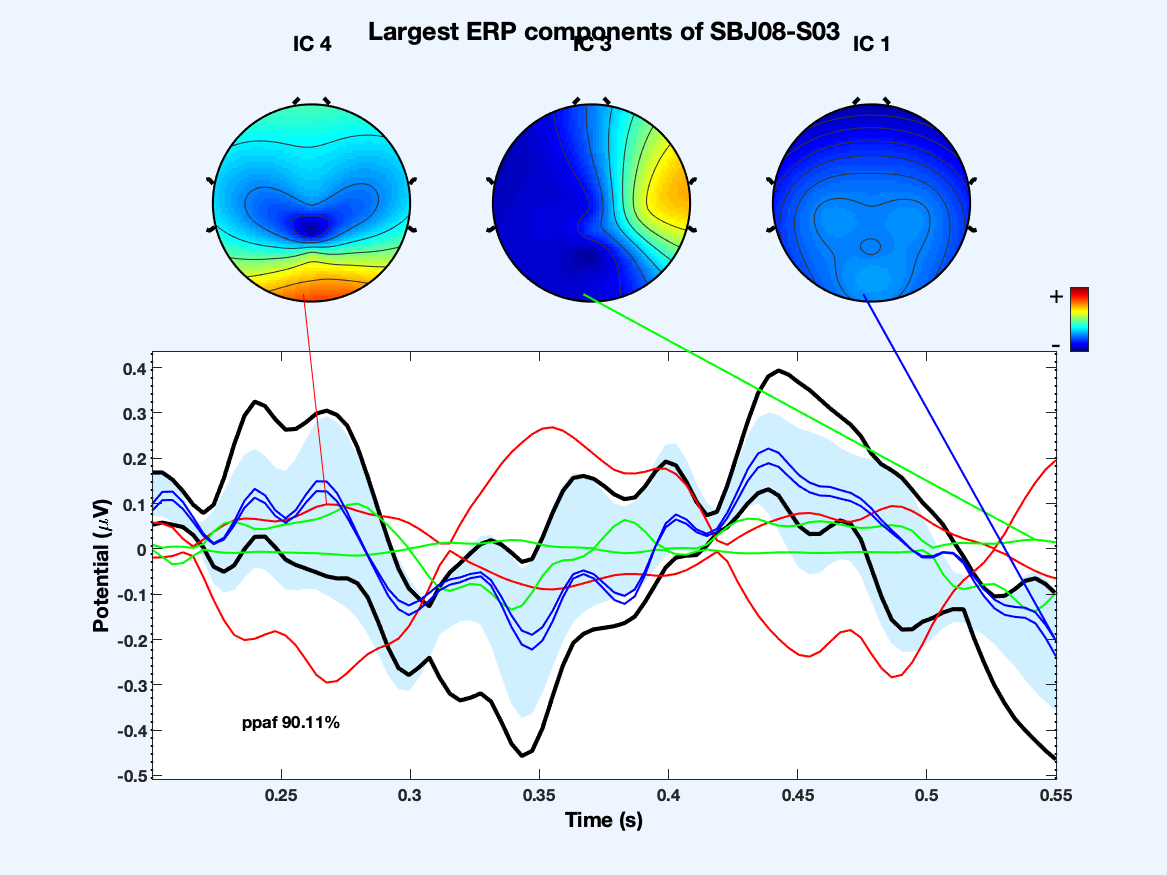 Largest ERP components of SBJ08-S03
IC 4
IC 3
IC 1
+
-
0.4
0.3
0.2
0.1
0
-0.1
-0.2
-0.3
-0.4
-0.5
Potential (μV)
ppaf 90.11%
0.25
0.3
0.35
0.4
0.45
0.5
0.55
Time (s)